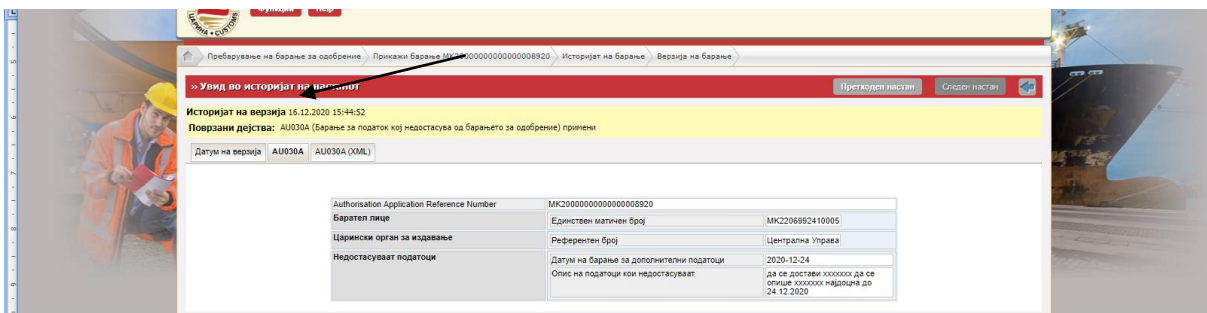 ЦАРИНА • CUSTOMS
Функции Help
Пребарување на барање за одобрение Прикажи барање МК20000000000000008920 Историјат на барање Верзија на барање
» Увид во историјат на настанот Претходен настан Следен настан
Историјат на верзија 16.12.2020 15:44:52
Поврзани дејства: AU030A (Барање за податок кој недостасува од барањето за одобрение) примени
Датум на верзија AU030A AU030A (XML)
Authorisation Application Reference Number MK20000000000000008920
Барател лице
Единствен матичен број MK2206992410005
Царински орган за издавање
Референтен број Централна Управа
Недостасуваат податоци
Датум на барање за дополнителни податоци 2020-12-24
Опис на податоци кои недостасуваат да се достави xxxxxxx да се
опише xxxxxxx најдоцна до
24.12.2020